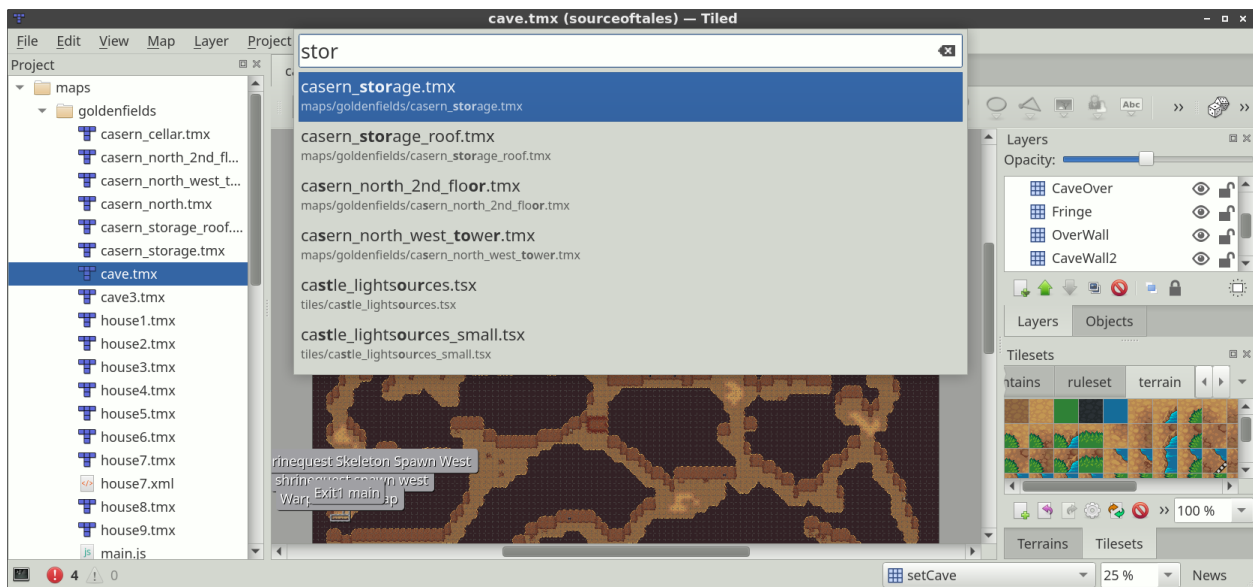 cave.tmx (sourceoftales) — Tiled
File Edit View Map Layer Project
Project
maps
goldenfields
casern_cellar.tmx
casern_north_2nd_fl...
casern_north_west_t...
casern_north.tmx
casern_storage_roof....
casern_storage.tmx
cave.tmx
cave3.tmx
house1.tmx
house2.tmx
house3.tmx
house4.tmx
house5.tmx
house6.tmx
house7.tmx
house7.xml
house8.tmx
house9.tmx
main.js
stor
casern_storage.tmx
maps/goldenfields/casern_storage.tmx
casern_storage_roof.tmx
maps/goldenfields/casern_storage_roof.tmx
casern_north_2nd_floor.tmx
maps/goldenfields/casern_north_2nd_floor.tmx
casern_north_west_tower.tmx
maps/goldenfields/casern_north_west_tower.tmx
castle_lightsources.tsx
tiles/castle_lightsources.tsx
castle_lightsources_small.tsx
tiles/castle_lightsources_small.tsx
rinequest Skeleton Spawn West
shrinequest spawn west
Exit1 main
Abc
Layers
Opacity:
CaveOver
Fringe
OverWall
CaveWall2
Layers Objects
Tilesets
ntains ruleset terrain
100 %
Terrains Tilesets
4 0
setCave 25 % News